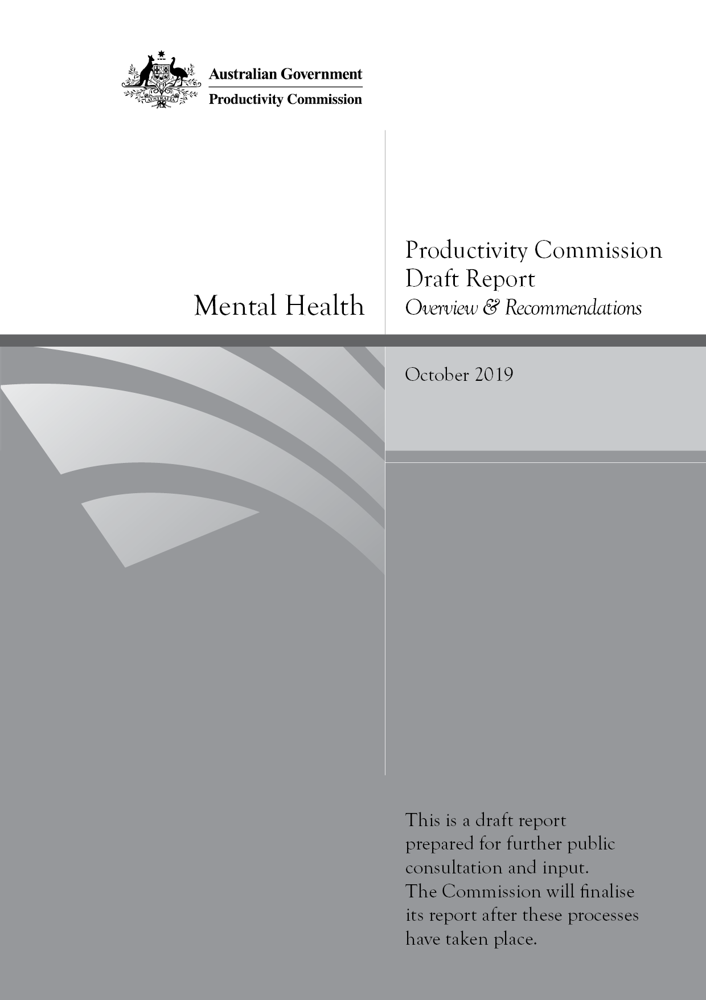 Australian Government
Productivity Commission
AUSTRALIA
Mental Health
Productivity Commission
Draft Report
Overview & Recommendations
October 2019
This is a draft report
prepared for further public
consultation and input.
The Commission will finalise
its report after these processes
have taken place.